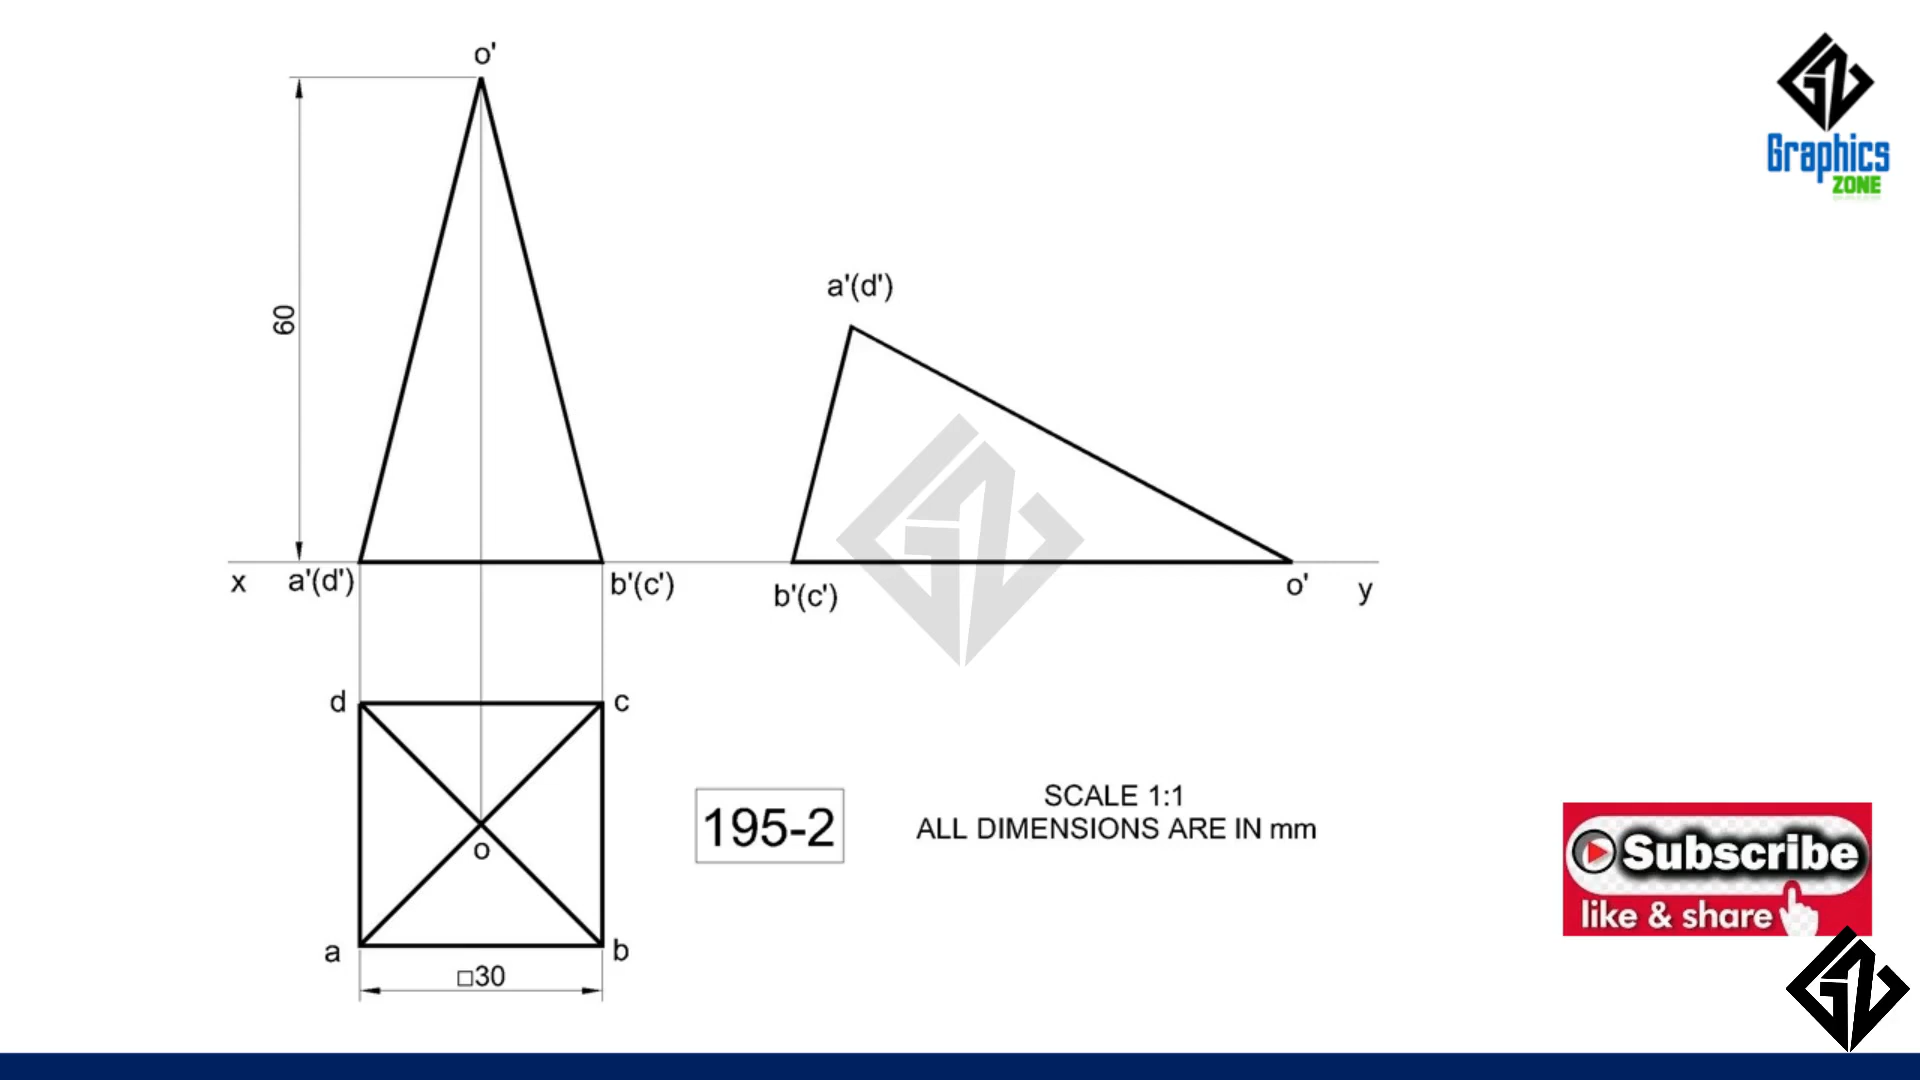 o'
60
x
a'(d')
b'(c')
a'(d')
b'(c')
o'
y
d
c
o
a
b
□30
195-2
SCALE 1:1
ALL DIMENSIONS ARE IN mm
Graphics
ZONE
Subscribe
like & share